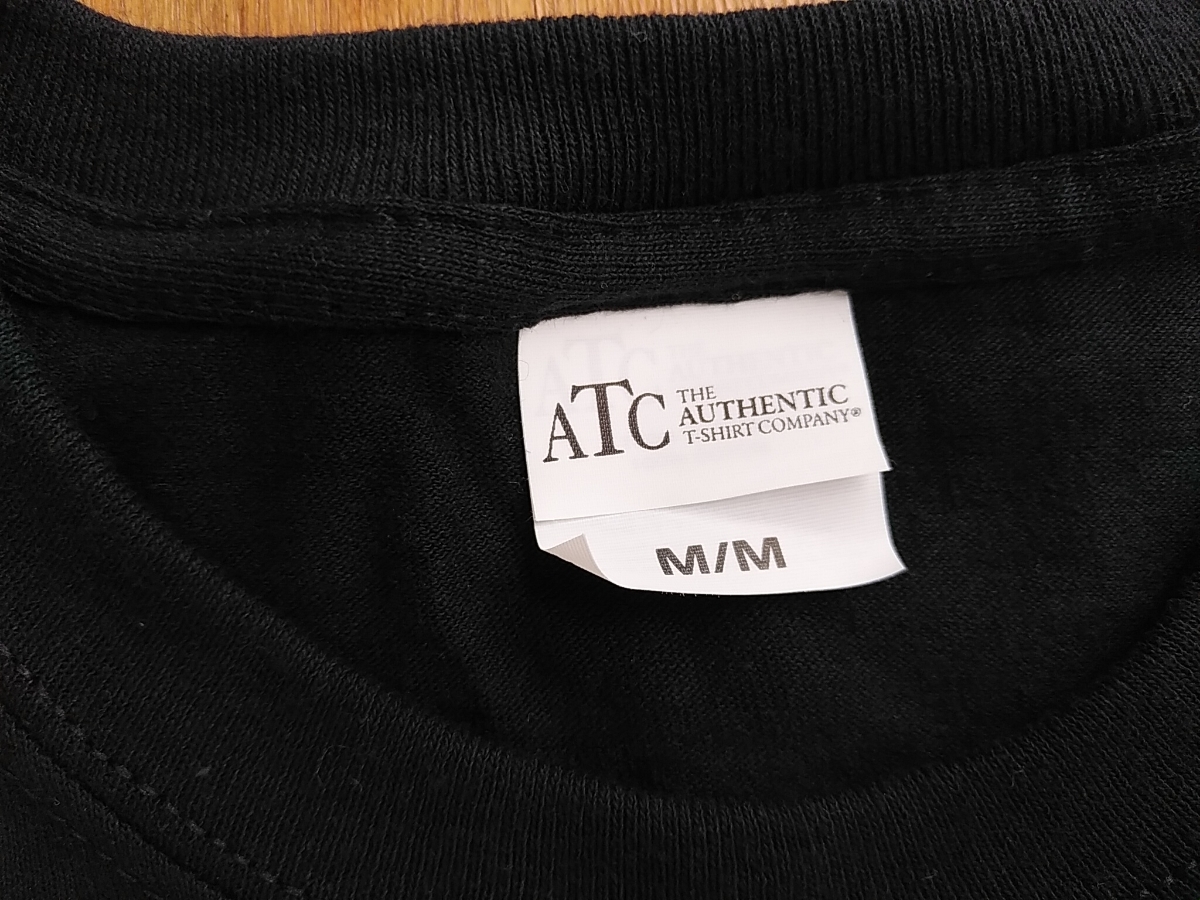 ATC THE
AUTHENTIC
T-SHIRT COMPANY®
M/M